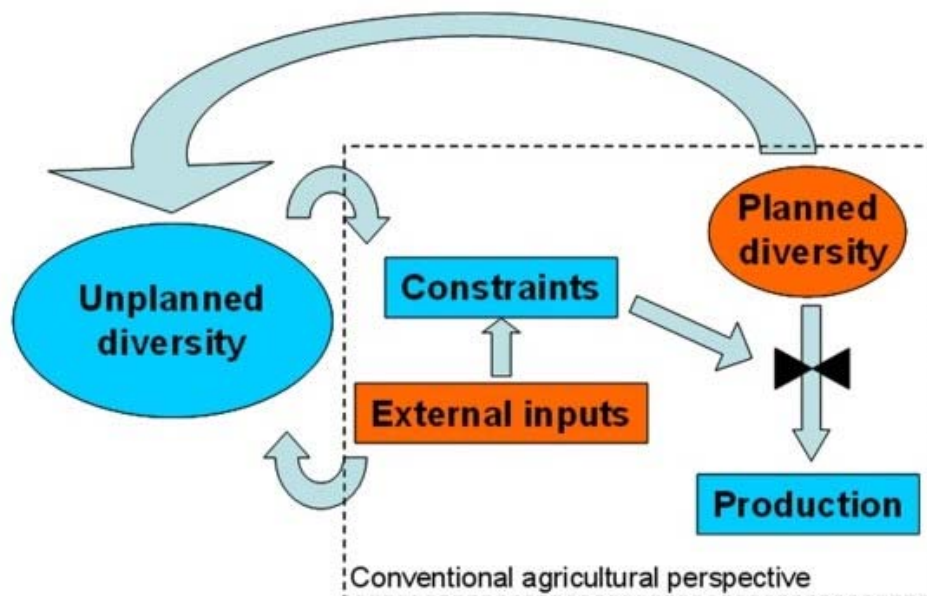 Planned
diversity
Unplanned
diversity
Constraints
External inputs
Production
Conventional agricultural perspective